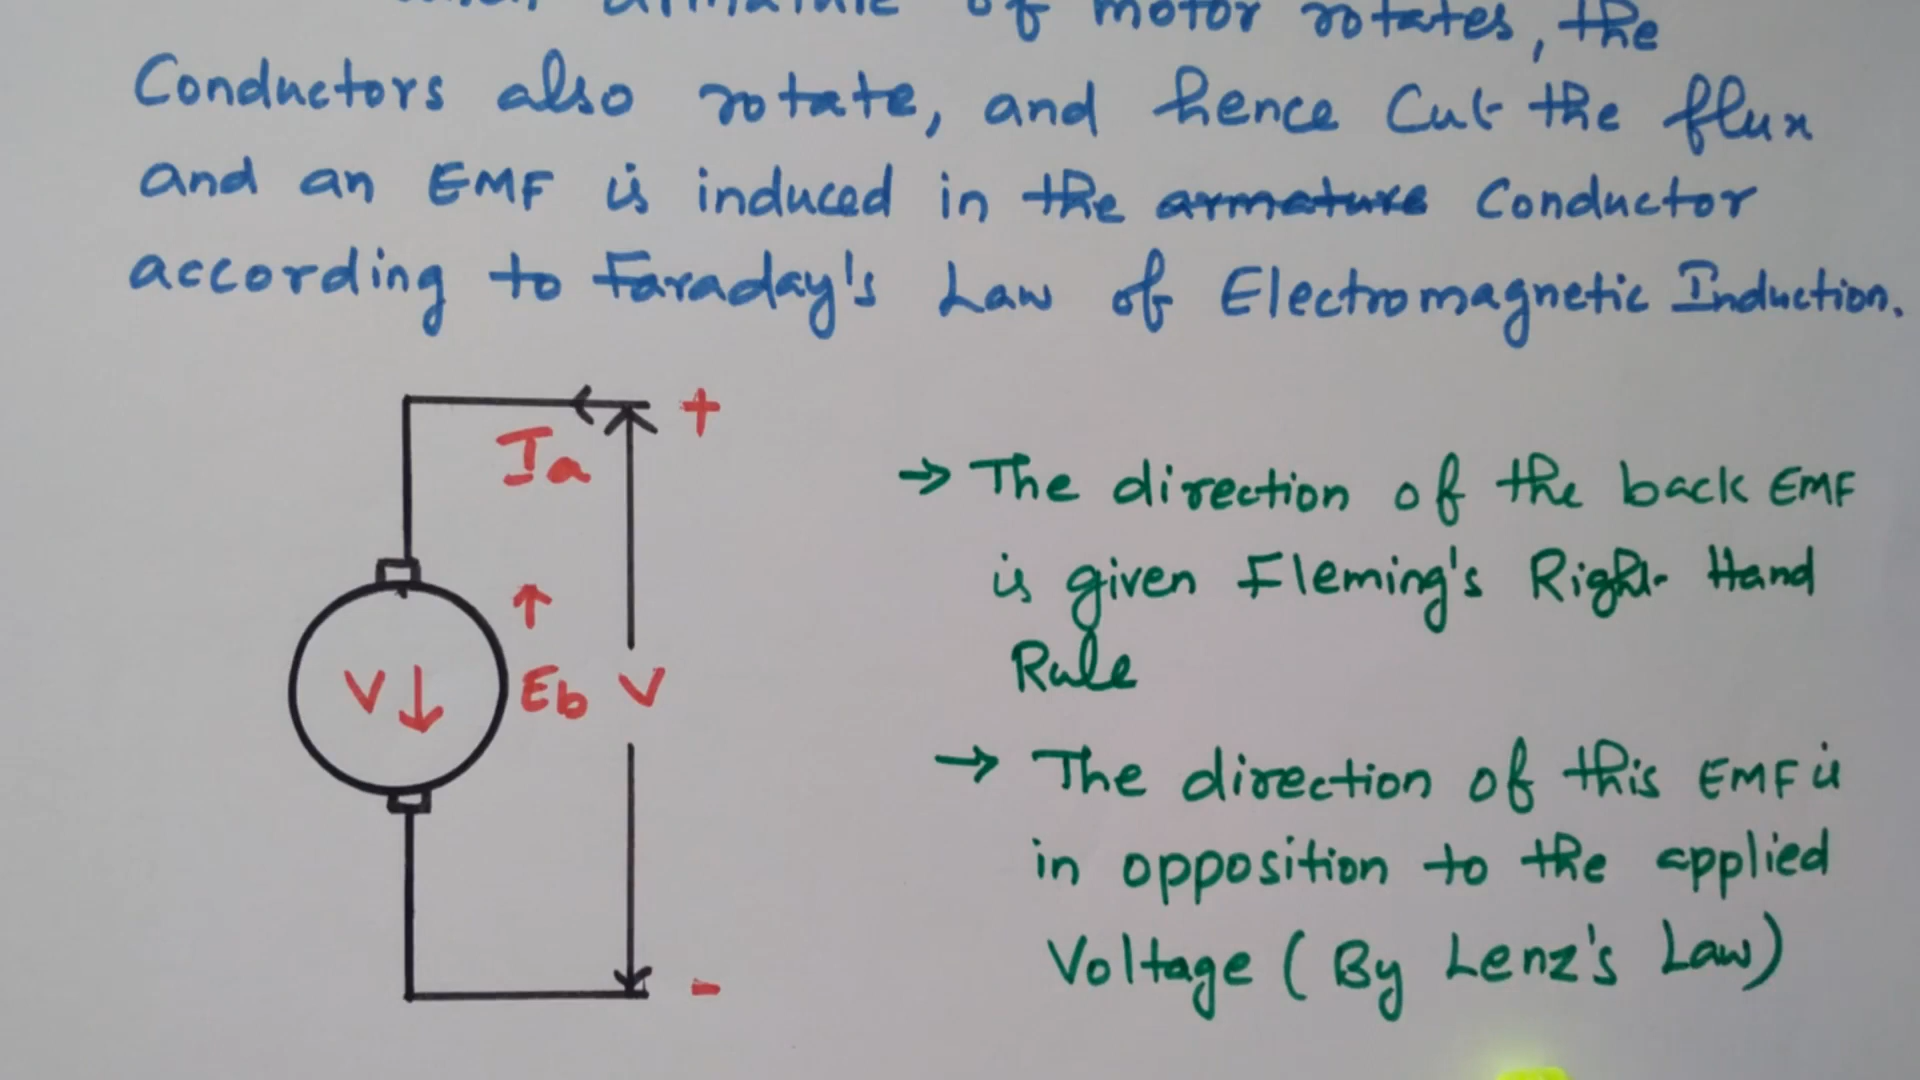 armature of motor rotates, the
Conductors also rotate, and hence Cut the flux
and an EMF is induced in the armature Conductor
according to Faraday's Law of Electromagnetic Induction.
+
Ia
→ The direction of the back EMF
is given Fleming's Right Hand
Rule
↑
V↓ Eb V
→ The direction of this EMF is
in opposition to the applied
Voltage (By Lenz's Law)
-